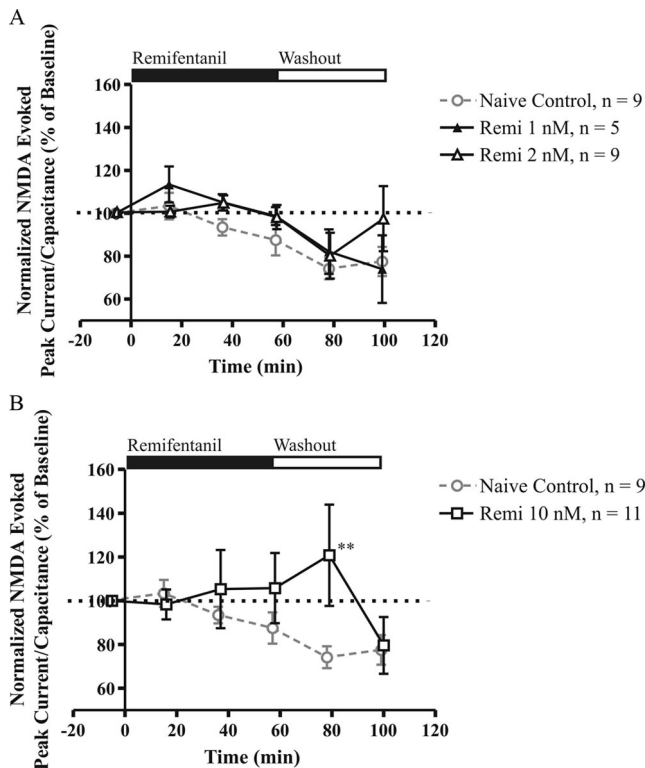 A
Remifentanil Washout
Normalized NMDA Evoked
Peak Current/Capacitance (% of Baseline)
160
140
120
100
80
60
-20 0 20 40 60 80 100 120
Time (min)
Naive Control, n = 9
Remi 1 nM, n = 5
Remi 2 nM, n = 9
B
Remifentanil Washout
Normalized NMDA Evoked
Peak Current/Capacitance (% of Baseline)
160
140
120
100
80
60
**
-20 0 20 40 60 80 100 120
Time (min)
Naive Control, n = 9
Remi 10 nM, n = 11